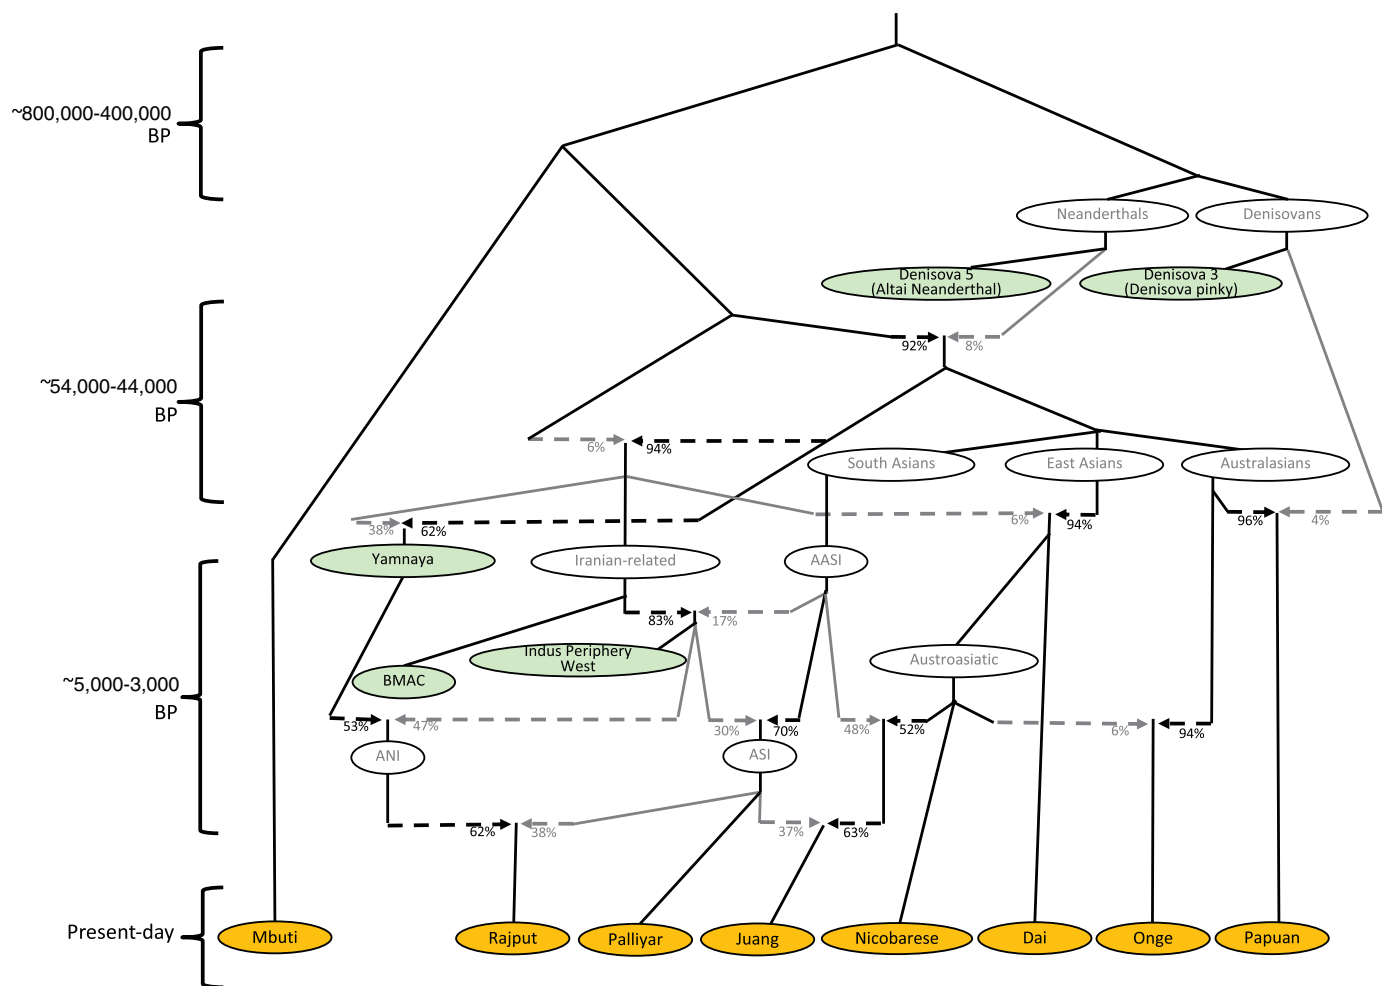 ~800,000-400,000
BP
Neanderthals
Denisovans
Denisova 5
(Altai Neanderthal)
Denisova 3
(Denisova pinky)
92%
8%
~54,000-44,000
BP
6%
94%
South Asians
East Asians
Australasians
38%
62%
6%
94%
96%
4%
Yamnaya
Iranian-related
AASI
83%
17%
Indus Periphery
West
Austroasiatic
BMAC
~5,000-3,000
BP
53%
47%
30%
70%
48%
52%
6%
94%
ANI
ASI
62%
38%
37%
63%
Present-day
Mbuti
Rajput
Palliyar
Juang
Nicobarese
Dai
Onge
Papuan